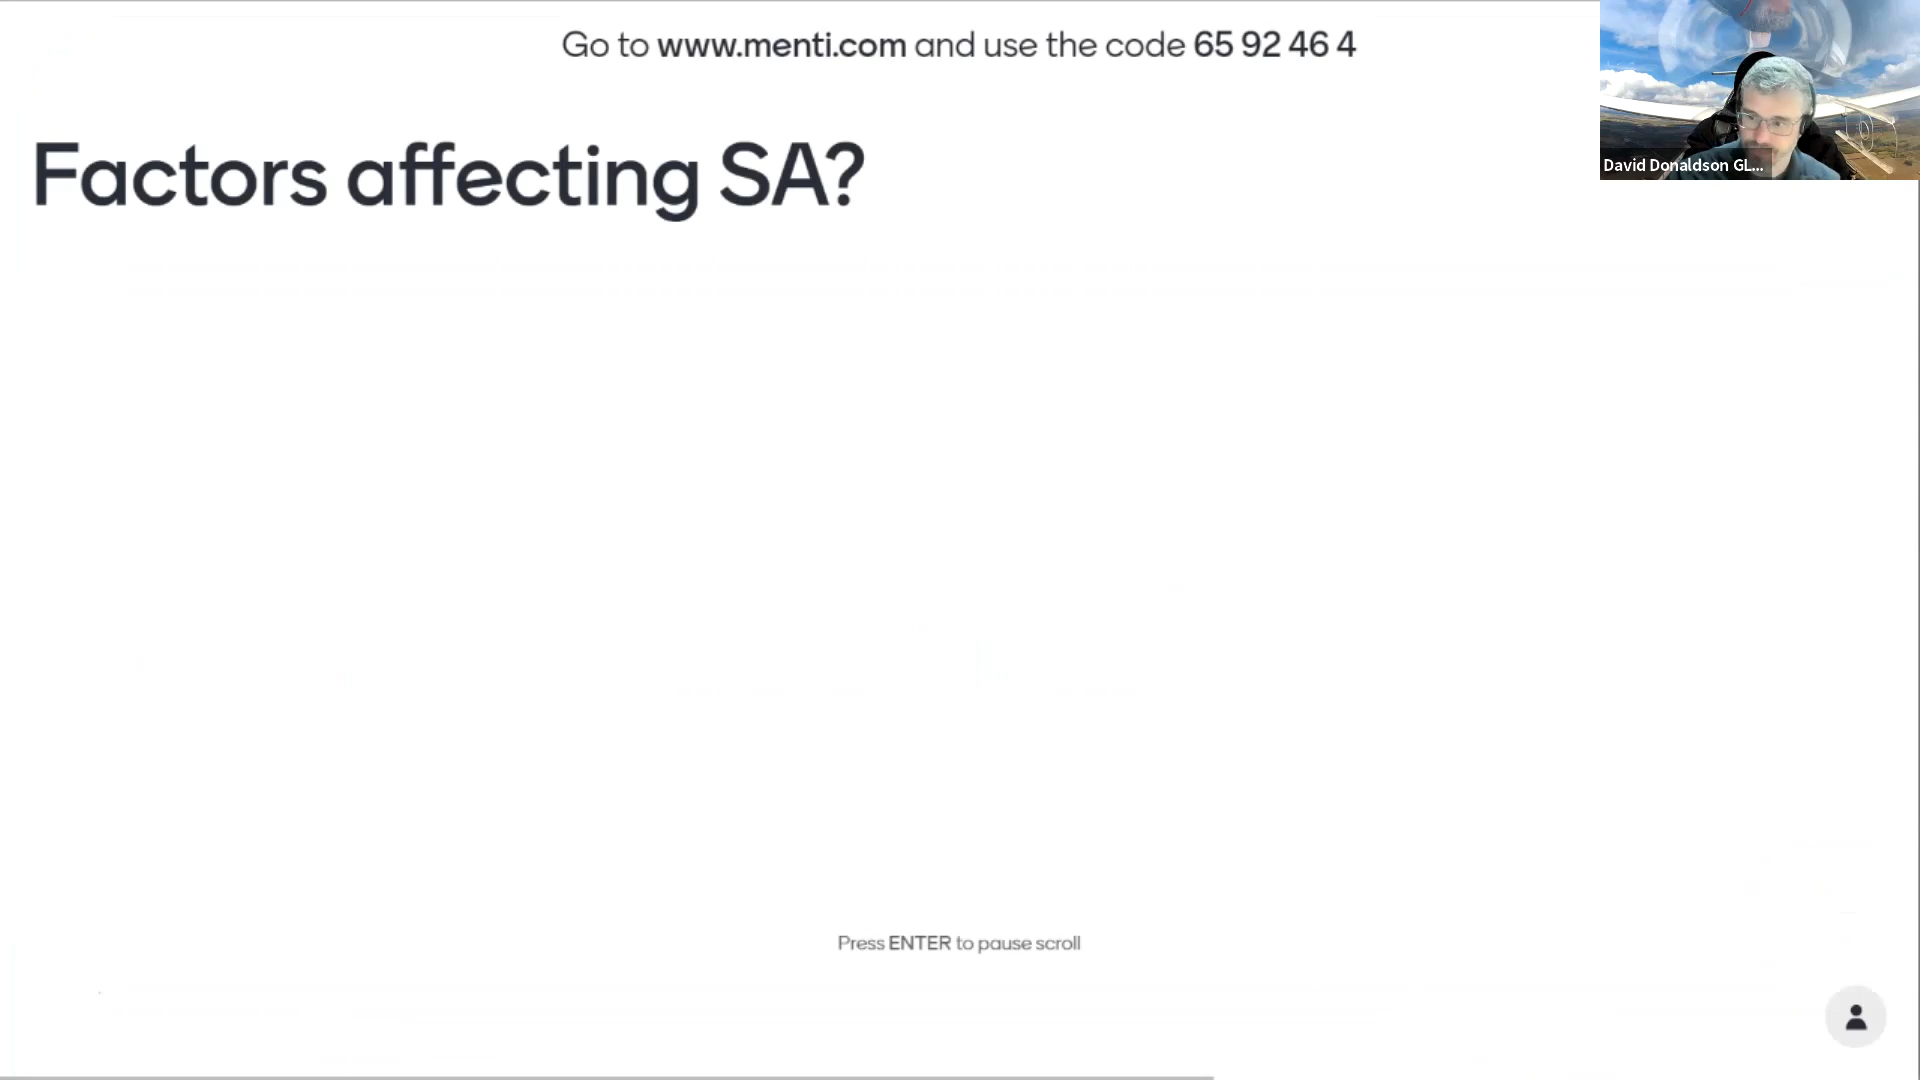 Go to www.menti.com and use the code 65 92 46 4
David Donaldson GL...
Factors affecting SA?
Press ENTER to pause scroll